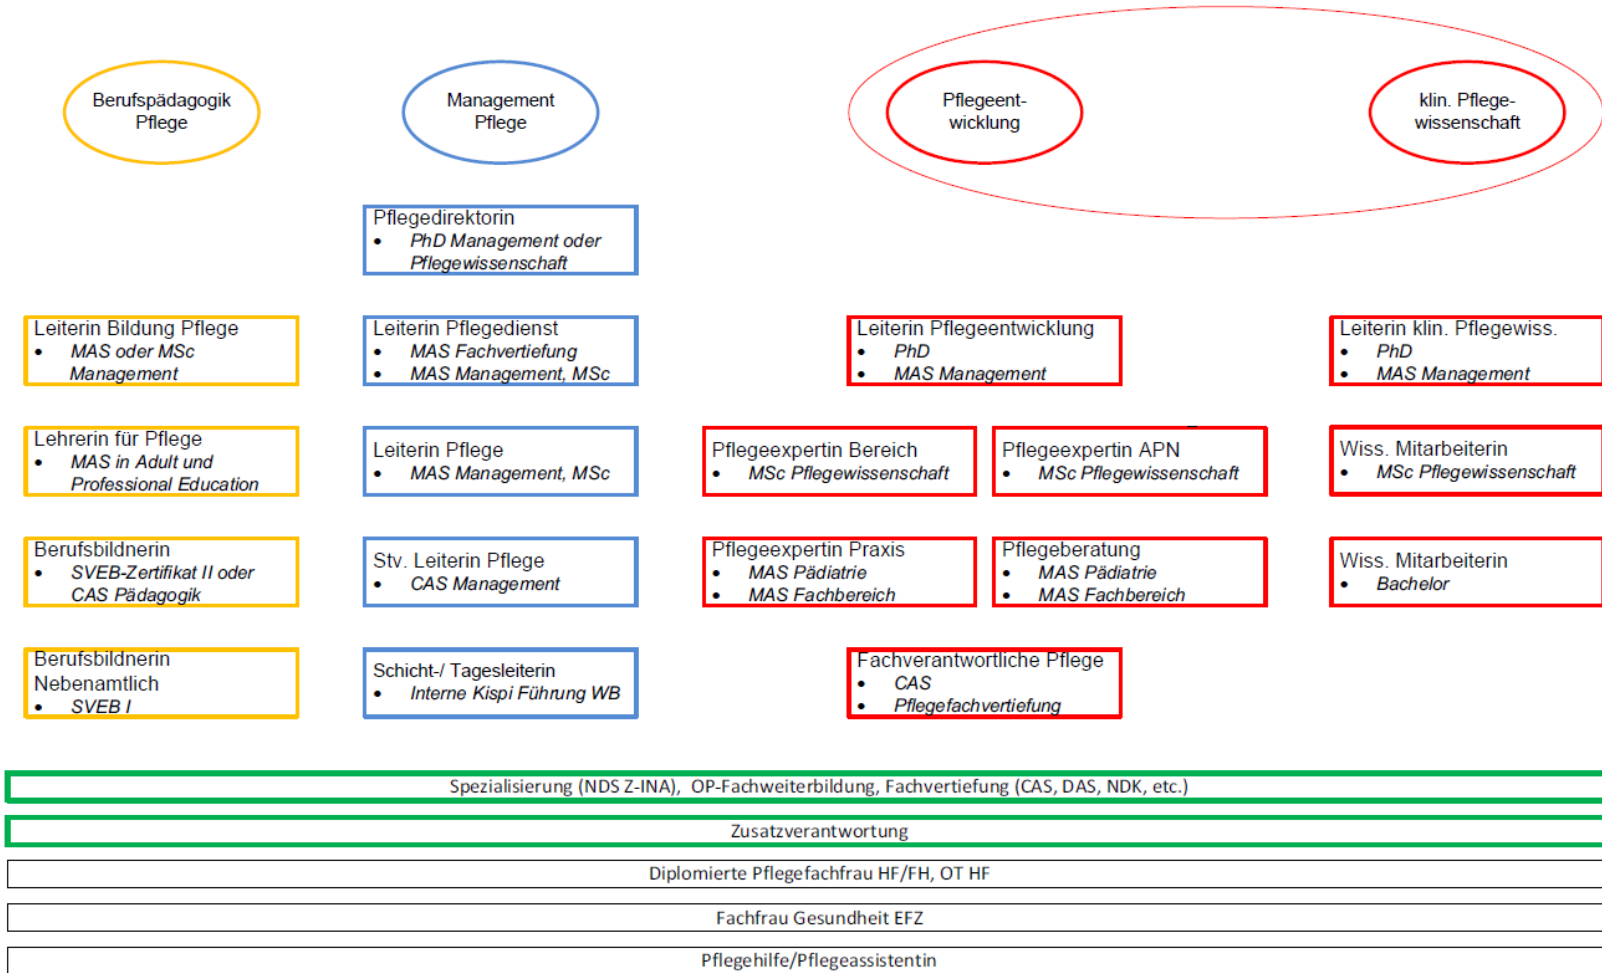 Berufspädagogik
Pflege
Management
Pflege
Pflegeent-
wicklung
klin. Pflege-
wissenschaft
Pflegedirektorin
• PhD Management oder
Pflegewissenschaft
Leiterin Bildung Pflege
• MAS oder MSc
Management
Leiterin Pflegedienst
• MAS Fachvertiefung
• MAS Management, MSc
Leiterin Pflegeentwicklung
• PhD
• MAS Management
Leiterin klin. Pflegewiss.
• PhD
• MAS Management
Lehrerin für Pflege
• MAS in Adult und
Professional Education
Leiterin Pflege
• MAS Management, MSc
Pflegeexpertin Bereich
• MSc Pflegewissenschaft
Pflegeexpertin APN
• MSc Pflegewissenschaft
Wiss. Mitarbeiterin
• MSc Pflegewissenschaft
Berufsbildnerin
• SVEB-Zertifikat II oder
CAS Pädagogik
Stv. Leiterin Pflege
• CAS Management
Pflegeexpertin Praxis
• MAS Pädiatrie
• MAS Fachbereich
Pflegeberatung
• MAS Pädiatrie
• MAS Fachbereich
Wiss. Mitarbeiterin
• Bachelor
Berufsbildnerin
Nebenamtlich
• SVEB I
Schicht-/ Tagesleiterin
• Interne Kispi Führung WB
Fachverantwortliche Pflege
• CAS
• Pflegefachvertiefung
Spezialisierung (NDS Z-INA), OP-Fachweiterbildung, Fachvertiefung (CAS, DAS, NDK, etc.)
Zusatzverantwortung
Diplomierte Pflegefachfrau HF/FH, OT HF
Fachfrau Gesundheit EFZ
Pflegehilfe/Pflegeassistentin